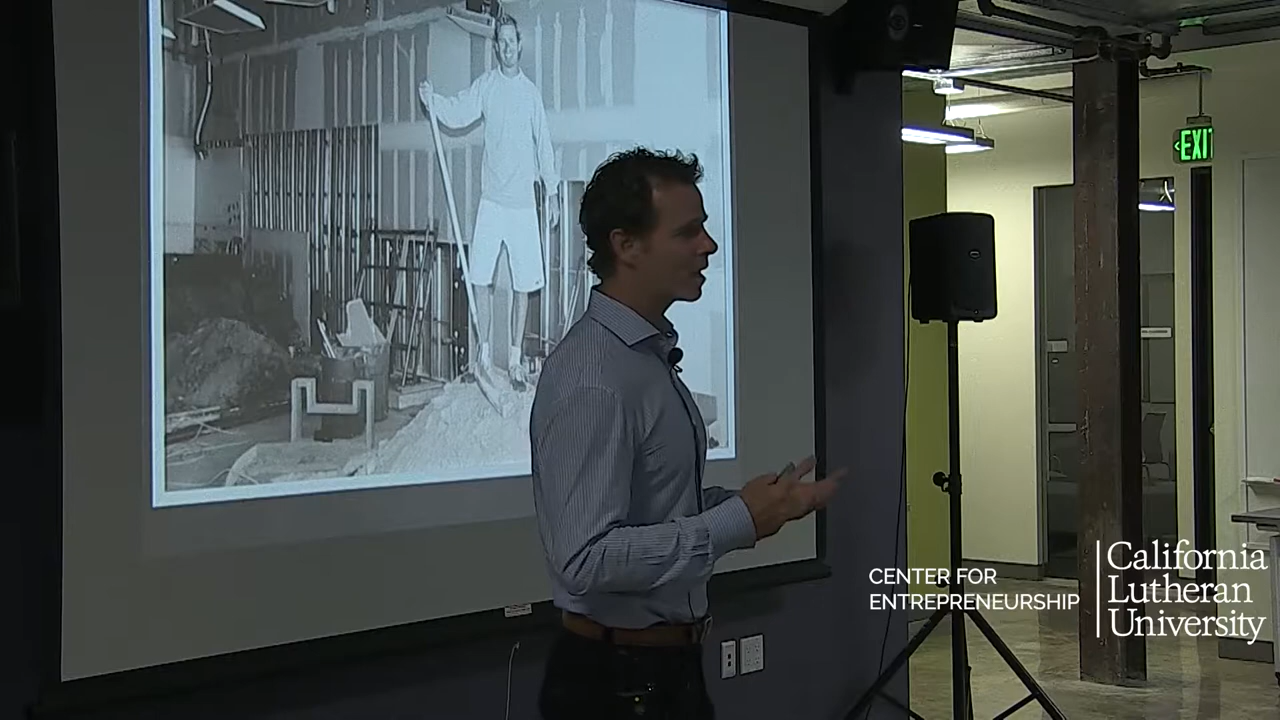 EXIT
CENTER FOR
ENTREPRENEURSHIP
California
Lutheran
University